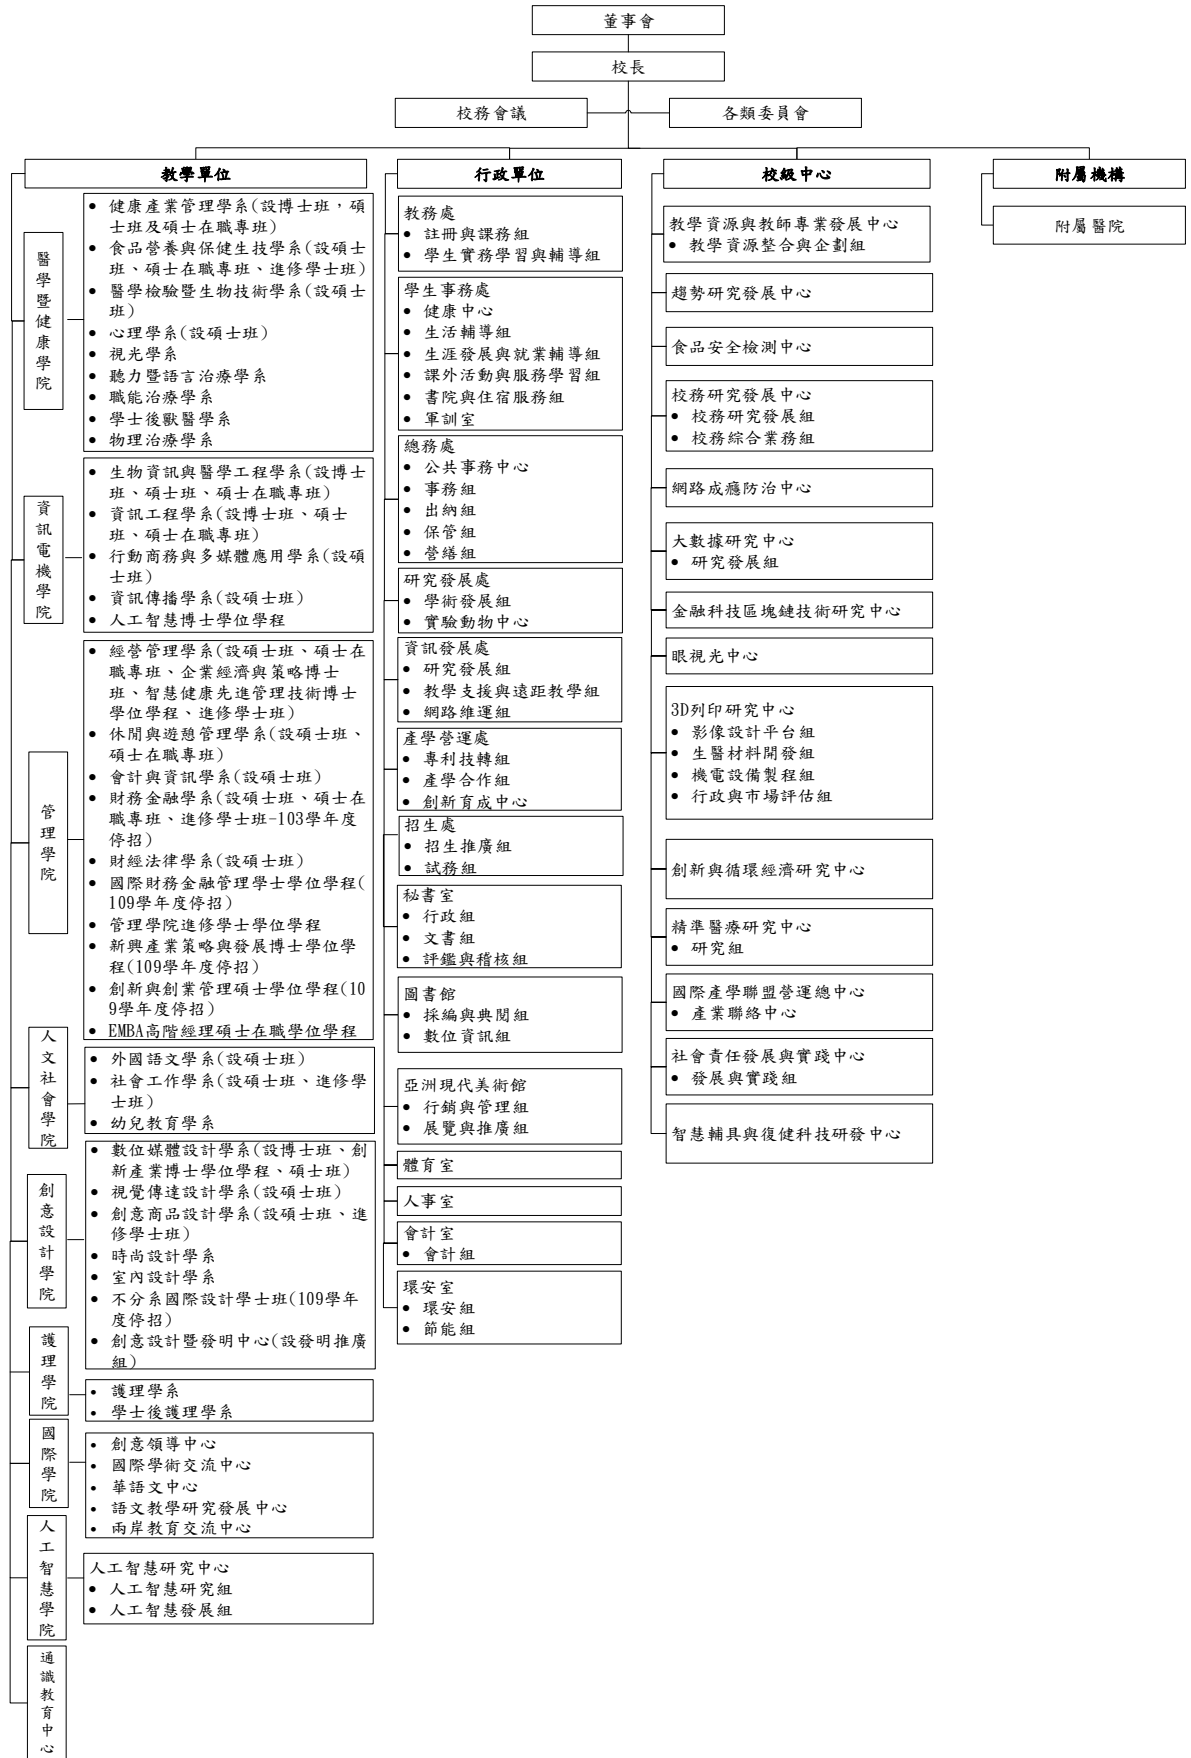 董事會
校長
校務會議
各類委員會
教學單位
醫學暨健康學院
• 健康產業管理學系(設博士班，碩
士班及碩士在職專班)
• 食品營養與保健生技學系(設碩士
班、碩士在職專班、進修學士班)
• 醫學檢驗暨生物技術學系(設碩士
班)
• 心理學系(設碩士班)
• 視光學系
• 聽力暨語言治療學系
• 職能治療學系
• 學士後獸醫學系
• 物理治療學系
資訊電機學院
• 生物資訊與醫學工程學系(設博士
班、碩士班、碩士在職專班)
• 資訊工程學系(設博士班、碩士
班、碩士在職專班)
• 行動商務與多媒體應用學系(設碩
士班)
• 資訊傳播學系(設碩士班)
• 人工智慧博士學位學程
管理學院
• 經營管理學系(設碩士班、碩士在
職專班、企業經濟與策略博士
班、智慧健康先進管理技術博士
學位學程、進修學士班)
• 休閒與遊憩管理學系(設碩士班、
碩士在職專班)
• 會計與資訊學系(設碩士班)
• 財務金融學系(設碩士班、碩士在
職專班、進修學士班-103學年度
停招)
• 財經法律學系(設碩士班)
• 國際財務金融管理學士學位學程(
109學年度停招)
• 管理學院進修學士學位學程
• 新興產業策略與發展博士學位學
程(109學年度停招)
• 創新與創業管理碩士學位學程(10
9學年度停招)
• EMBA高階經理碩士在職學位學程
人文社會學院
• 外國語文學系(設碩士班)
• 社會工作學系(設碩士班、進修學
士班)
• 幼兒教育學系
創意設計學院
• 數位媒體設計學系(設博士班、創
新產業博士學位學程、碩士班)
• 視覺傳達設計學系(設碩士班)
• 創意商品設計學系(設碩士班、進
修學士班)
• 時尚設計學系
• 室內設計學系
• 不分系國際設計學士班(109學年
度停招)
• 創意設計暨發明中心(設發明推廣
組)
護理學院
• 護理學系
• 學士後護理學系
國際學院
• 創意領導中心
• 國際學術交流中心
• 華語文中心
• 語文教學研究發展中心
• 兩岸教育交流中心
人工智慧學院
人工智慧研究中心
• 人工智慧研究組
• 人工智慧發展組
通識教育中心
行政單位
教務處
• 註冊與課務組
• 學生實務學習與輔導組
學生事務處
• 健康中心
• 生活輔導組
• 生涯發展與就業輔導組
• 課外活動與服務學習組
• 書院與住宿服務組
• 軍訓室
總務處
• 公共事務中心
• 事務組
• 出納組
• 保管組
• 營繕組
研究發展處
• 學術發展組
• 實驗動物中心
資訊發展處
• 研究發展組
• 教學支援與遠距教學組
• 網路維運組
產學營運處
• 專利技轉組
• 產學合作組
• 創新育成中心
招生處
• 招生推廣組
• 試務組
秘書室
• 行政組
• 文書組
• 評鑑與稽核組
圖書館
• 採編與典閱組
• 數位資訊組
亞洲現代美術館
• 行銷與管理組
• 展覽與推廣組
體育室
人事室
會計室
• 會計組
環安室
• 環安組
• 節能組
校級中心
教學資源與教師專業發展中心
• 教學資源整合與企劃組
趨勢研究發展中心
食品安全檢測中心
校務研究發展中心
• 校務研究發展組
• 校務綜合業務組
網路成癮防治中心
大數據研究中心
• 研究發展組
金融科技區塊鏈技術研究中心
眼視光中心
3D列印研究中心
• 影像設計平台組
• 生醫材料開發組
• 機電設備製程組
• 行政與市場評估組
創新與循環經濟研究中心
精準醫療研究中心
• 研究組
國際產學聯盟營運總中心
• 產業聯絡中心
社會責任發展與實踐中心
• 發展與實踐組
智慧輔具與復健科技研發中心
附屬機構
附屬醫院